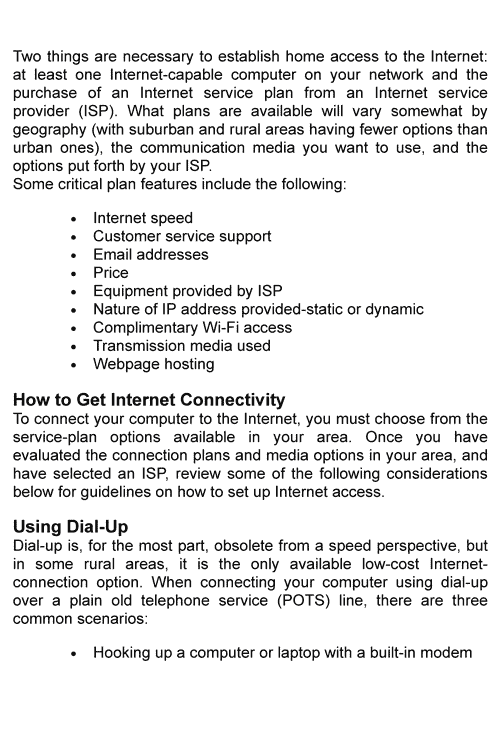 Two things are necessary to establish home access to the Internet:
at least one Internet-capable computer on your network and the
purchase of an Internet service plan from an Internet service
provider (ISP). What plans are available will vary somewhat by
geography (with suburban and rural areas having fewer options than
urban ones), the communication media you want to use, and the
options put forth by your ISP.
Some critical plan features include the following:
• Internet speed
• Customer service support
• Email addresses
• Price
• Equipment provided by ISP
• Nature of IP address provided-static or dynamic
• Complimentary Wi-Fi access
• Transmission media used
• Webpage hosting
How to Get Internet Connectivity
To connect your computer to the Internet, you must choose from the
service-plan options available in your area. Once you have
evaluated the connection plans and media options in your area, and
have selected an ISP, review some of the following considerations
below for guidelines on how to set up Internet access.
Using Dial-Up
Dial-up is, for the most part, obsolete from a speed perspective, but
in some rural areas, it is the only available low-cost Internet-
connection option. When connecting your computer using dial-up
over a plain old telephone service (POTS) line, there are three
common scenarios:
• Hooking up a computer or laptop with a built-in modem